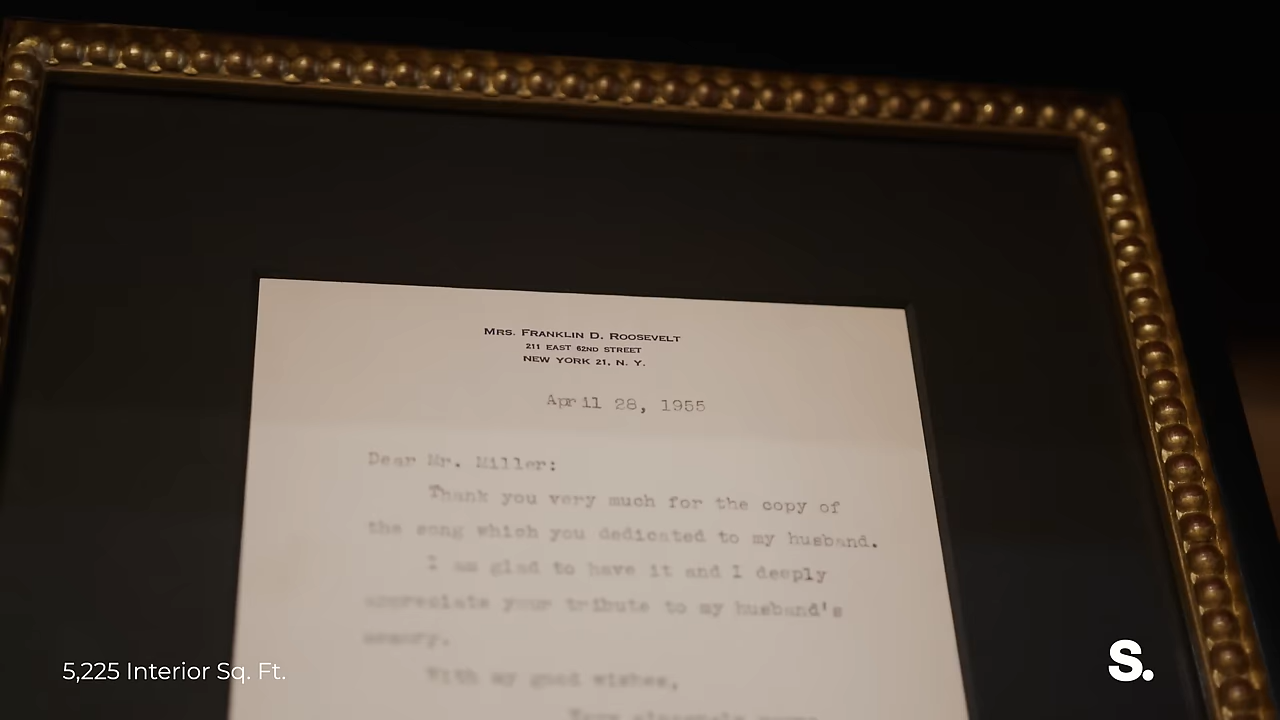 MRS. FRANKLIN D. ROOSEVELT
211 EAST 62ND STREET
NEW YORK 21, N. Y.
April 28, 1955
Dear Mr. Miller:
Thank you very much for the copy of
the song which you dedicated to my husband.
I am glad to have it and I deeply
appreciate your tribute to my husband's
memory.
With my good wishes,
5,225 Interior Sq. Ft.
S.